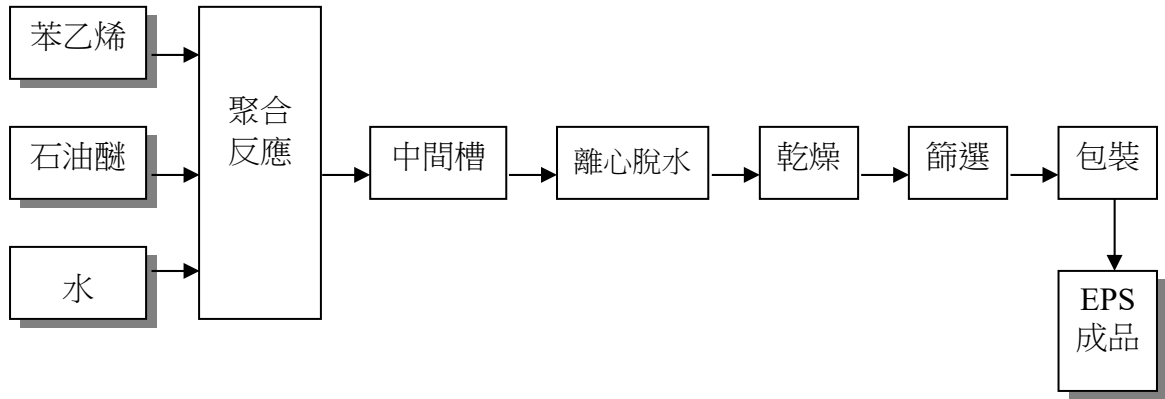 苯乙烯
石油醚
水
聚合
反應
中間槽
離心脫水
乾燥
篩選
包裝
EPS
成品